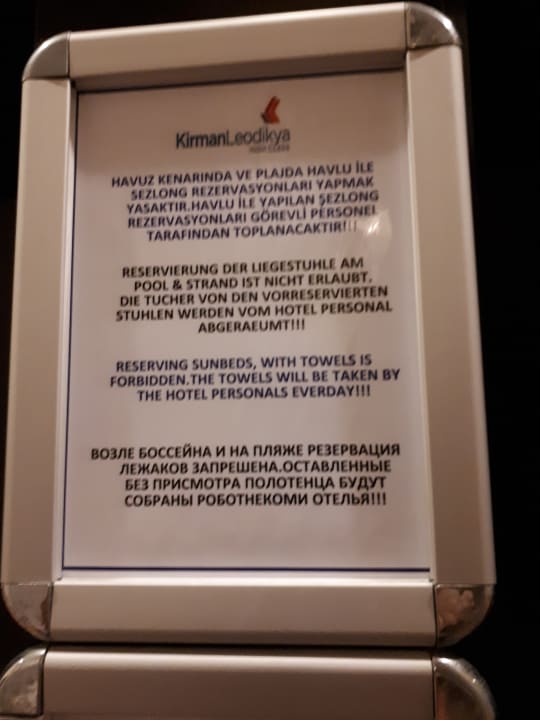 KirmanLeodikya
HAVUZ KENARINDA VE PLAJDA HAVLU İLE
SEZLONG REZERVASYONLARI YAPMAK
YASAKTIR.HAVLU İLE YAPILAN ŞEZLONG
REZERVASYONLARI GÖREVLİ PERSONEL
TARAFINDAN TOPLANACAKTIR!!!
RESERVIERUNG DER LIEGESTUHLE AM
POOL & STRAND IST NICHT ERLAUBT.
DIE TUCHER VON DEN VORRESERVIERTEN
STUHLEN WERDEN VOM HOTEL PERSONAL
ABGERAEUMT!!!
RESERVING SUNBEDS, WITH TOWELS IS
FORBIDDEN.THE TOWELS WILL BE TAKEN BY
THE HOTEL PERSONALS EVERDAY!!!
ВОЗЛЕ БОССЕЙНА И НА ПЛЯЖЕ РЕЗЕРВАЦИЯ
ЛЕЖАКОВ ЗАПРЕШЕНА.ОСТАВЛЕННЫЕ
БЕЗ ПРИСМОТРА ПОЛОТЕНЦА БУДУТ
СОБРАНЫ РОБОТНЕКОМИ ОТЕЛЬЯ!!!